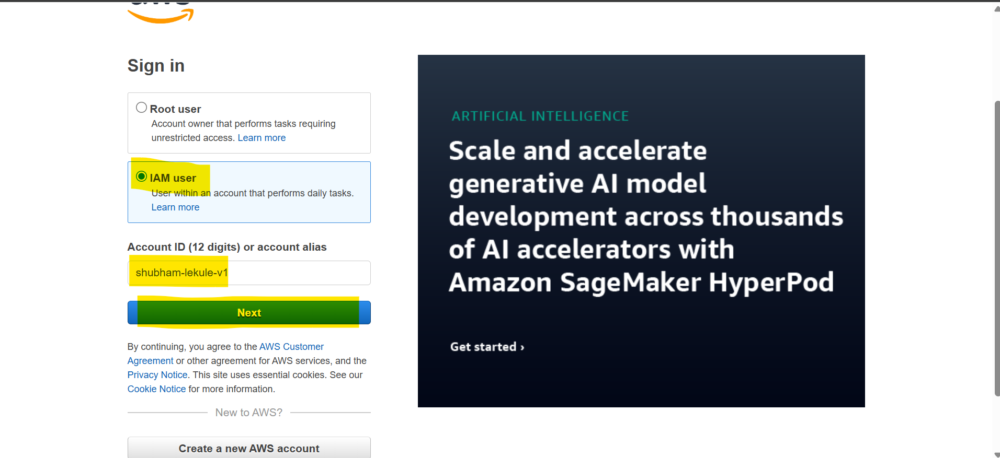 Sign in
Root user
Account owner that performs tasks requiring
unrestricted access. Learn more
IAM user
User within an account that performs daily tasks.
Learn more
Account ID (12 digits) or account alias
shubham-lekule-v1
Next
By continuing, you agree to the AWS Customer
Agreement or other agreement for AWS services, and the
Privacy Notice. This site uses essential cookies. See our
Cookie Notice for more information.
New to AWS?
Create a new AWS account
ARTIFICIAL INTELLIGENCE
Scale and accelerate
generative AI model
development across thousands
of AI accelerators with
Amazon SageMaker HyperPod
Get started ›